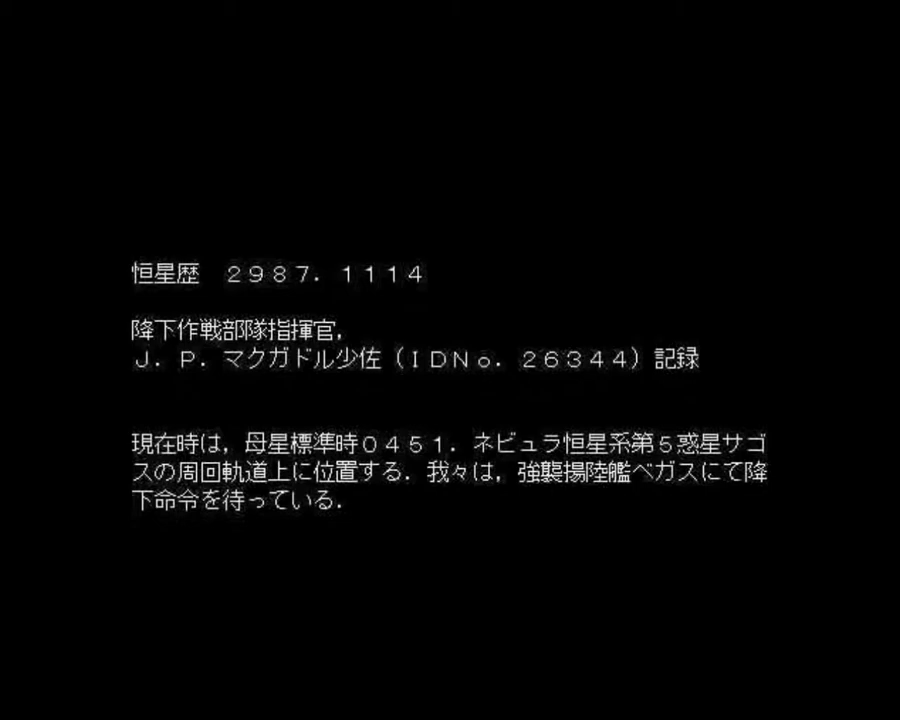 恒星歴　２９８７．１１１４
降下作戦部隊指揮官，
Ｊ．Ｐ．マクガドル少佐（ＩＤＮｏ．２６３４４）記録
現在時は，母星標準時０４５１．ネビュラ恒星系第５惑星サゴ
スの周回軌道上に位置する．我々は，強襲揚陸艦ベガスにて降
下命令を待っている．